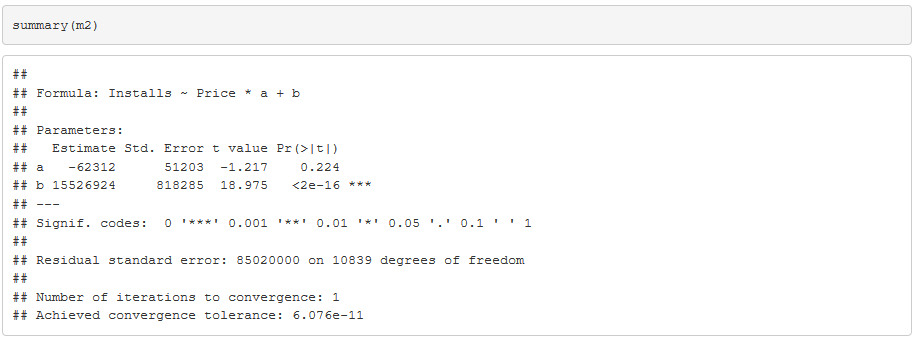 summary(m2)
##
## Formula: Installs ~ Price * a + b
##
## Parameters:
##   Estimate Std. Error t value Pr(>|t|)
## a   -62312      51203  -1.217    0.224
## b 15526924     818285  18.975   <2e-16 ***
## ---
## Signif. codes:  0 '***' 0.001 '**' 0.01 '*' 0.05 '.' 0.1 ' ' 1
##
## Residual standard error: 85020000 on 10839 degrees of freedom
##
## Number of iterations to convergence: 1
## Achieved convergence tolerance: 6.076e-11